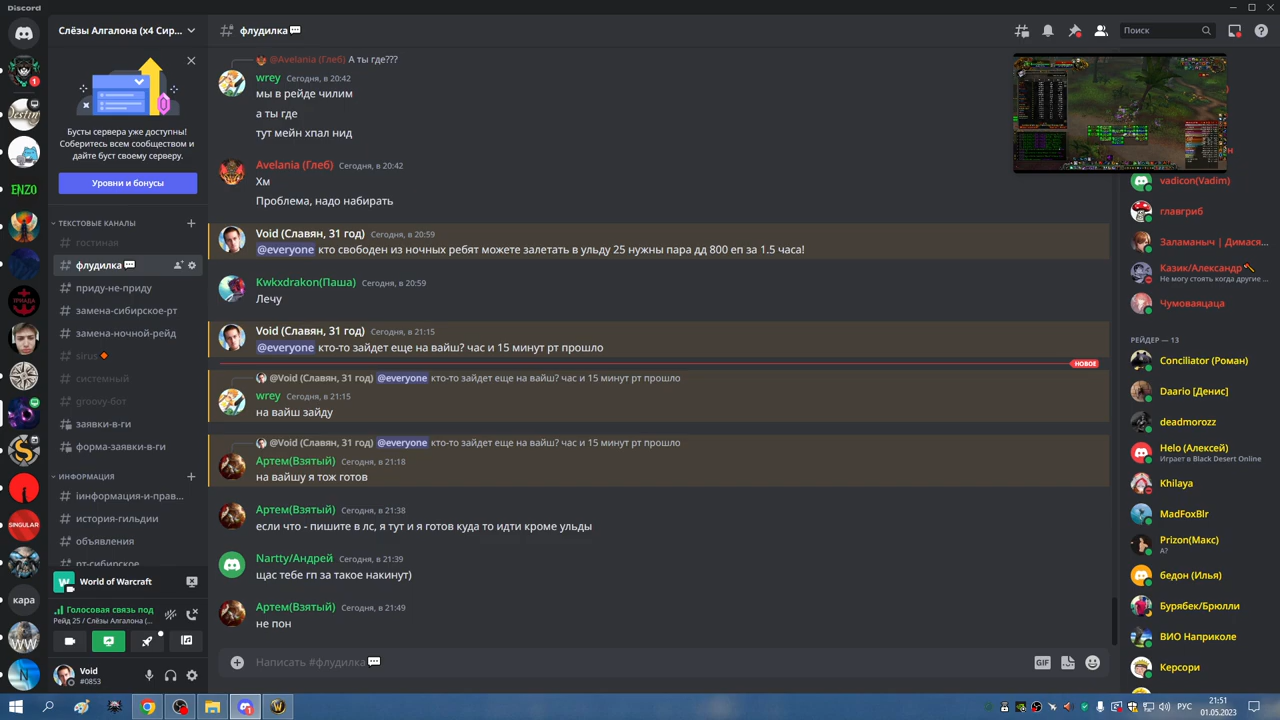 Discord
Слёзы Алгалона (x4 Сир...
флудилка
Поиск
Бусты сервера уже доступны!
Соберитесь всем сообществом и
дайте буст своему серверу.
Уровни и бонусы
ТЕКСТОВЫЕ КАНАЛЫ
гостиная
флудилка
приду-не-приду
замена-сибирское-рт
замена-ночной-рейд
sirus
системный
groovy-бот
заявки-в-ги
форма-заявки-в-ги
ИНФОРМАЦИЯ
информация-и-прав...
история-гильдии
объявления
рт-сибирское
World of Warcraft
Голосовая связь под
Рейд 25 / Слёзы Алгалона (...
Void
#0853
ENZO
ТРИАДА
SINGULAR
кара
@Avelania (Глеб) А ты где???
wrey Сегодня, в 20:42
мы в рейде чилим
а ты где
тут мейн хпал нид
Avelania (Глеб) Сегодня, в 20:42
Хм
Проблема, надо набирать
Void (Славян, 31 год) Сегодня, в 20:59
@everyone кто свободен из ночных ребят можете залетать в ульду 25 нужны пара дд 800 еп за 1.5 часа!
Kwkxdrakon(Паша) Сегодня, в 20:59
Лечу
Void (Славян, 31 год) Сегодня, в 21:15
@everyone кто-то зайдет еще на вайш? час и 15 минут рт прошло
НОВОЕ
@Void (Славян, 31 год) @everyone кто-то зайдет еще на вайш? час и 15 минут рт прошло
wrey Сегодня, в 21:15
на вайш зайду
@Void (Славян, 31 год) @everyone кто-то зайдет еще на вайш? час и 15 минут рт прошло
Артем(Взятый) Сегодня, в 21:18
на вайшу я тож готов
Артем(Взятый) Сегодня, в 21:38
если что - пишите в лс, я тут и я готов куда то идти кроме ульды
Nartty/Андрей Сегодня, в 21:39
щас тебе гп за такое накинут)
Артем(Взятый) Сегодня, в 21:49
не пон
Написать #флудилка
GIF
vadicon(Vadim)
главгриб
Заламаныч | Димася...
Казик/Александр
Не могу стоять когда другие ...
Чумоваяцаца
РЕЙДЕР — 13
Conciliator (Роман)
Daario [Денис]
deadmorozz
Helo (Алексей)
Играет в Black Desert Online
Khilaya
MadFoxBlr
Prizon(Макс)
А?
бедон (Илья)
Бурябек/Брюлли
ВИО Наприколе
Керсори
РУС
21:51
01.05.2023